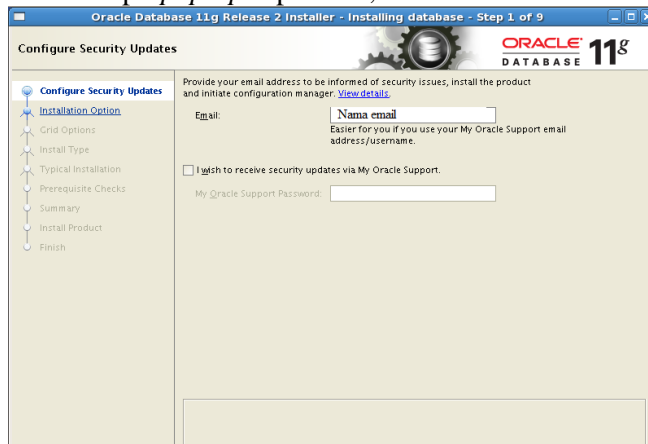 Oracle Database 11g Release 2 Installer - Installing database - Step 1 of 9
Configure Security Updates
ORACLE 11g
DATABASE
Configure Security Updates
Installation Option
Grid Options
Install Type
Typical Installation
Prerequisite Checks
Summary
Install Product
Finish
Provide your email address to be informed of security issues, install the product
and initiate configuration manager. View details.
Email: Nama email
Easier for you if you use your My Oracle Support email
address/username.
I wish to receive security updates via My Oracle Support.
My Oracle Support Password: